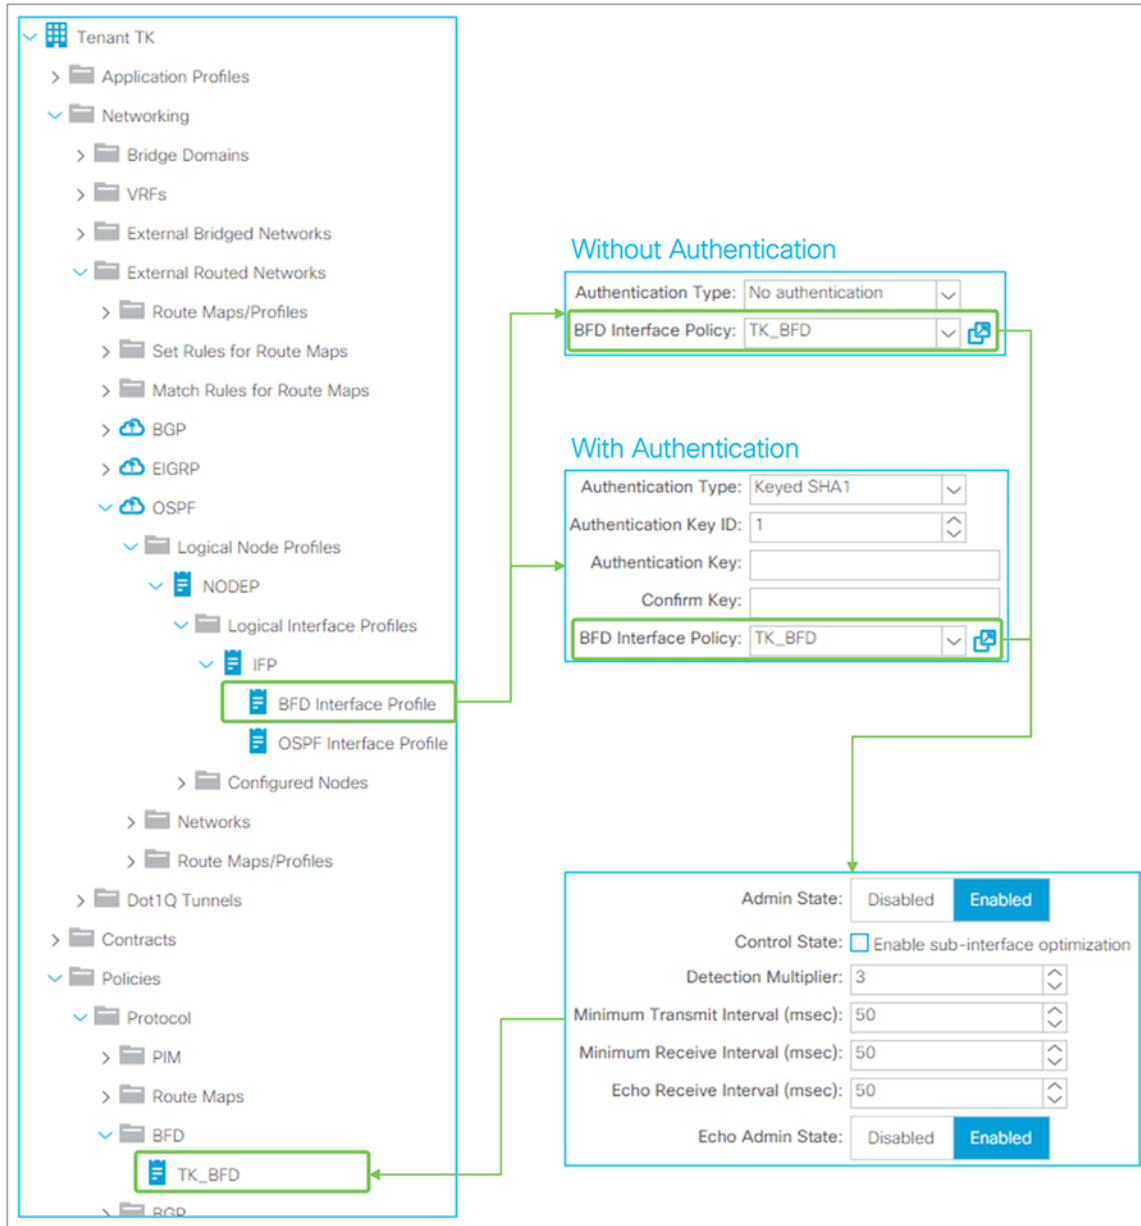 Tenant TK
Application Profiles
Networking
Bridge Domains
VRFs
External Bridged Networks
External Routed Networks
Route Maps/Profiles
Set Rules for Route Maps
Match Rules for Route Maps
BGP
EIGRP
OSPF
Logical Node Profiles
NODEP
Logical Interface Profiles
IFP
BFD Interface Profile
OSPF Interface Profile
Configured Nodes
Networks
Route Maps/Profiles
Dot1Q Tunnels
Contracts
Policies
Protocol
PIM
Route Maps
BFD
TK_BFD
BGP
Without Authentication
Authentication Type: No authentication
BFD Interface Policy: TK_BFD
With Authentication
Authentication Type: Keyed SHA1
Authentication Key ID: 1
Authentication Key:
Confirm Key:
BFD Interface Policy: TK_BFD
Admin State: Disabled Enabled
Control State: Enable sub-interface optimization
Detection Multiplier: 3
Minimum Transmit Interval (msec): 50
Minimum Receive Interval (msec): 50
Echo Receive Interval (msec): 50
Echo Admin State: Disabled Enabled